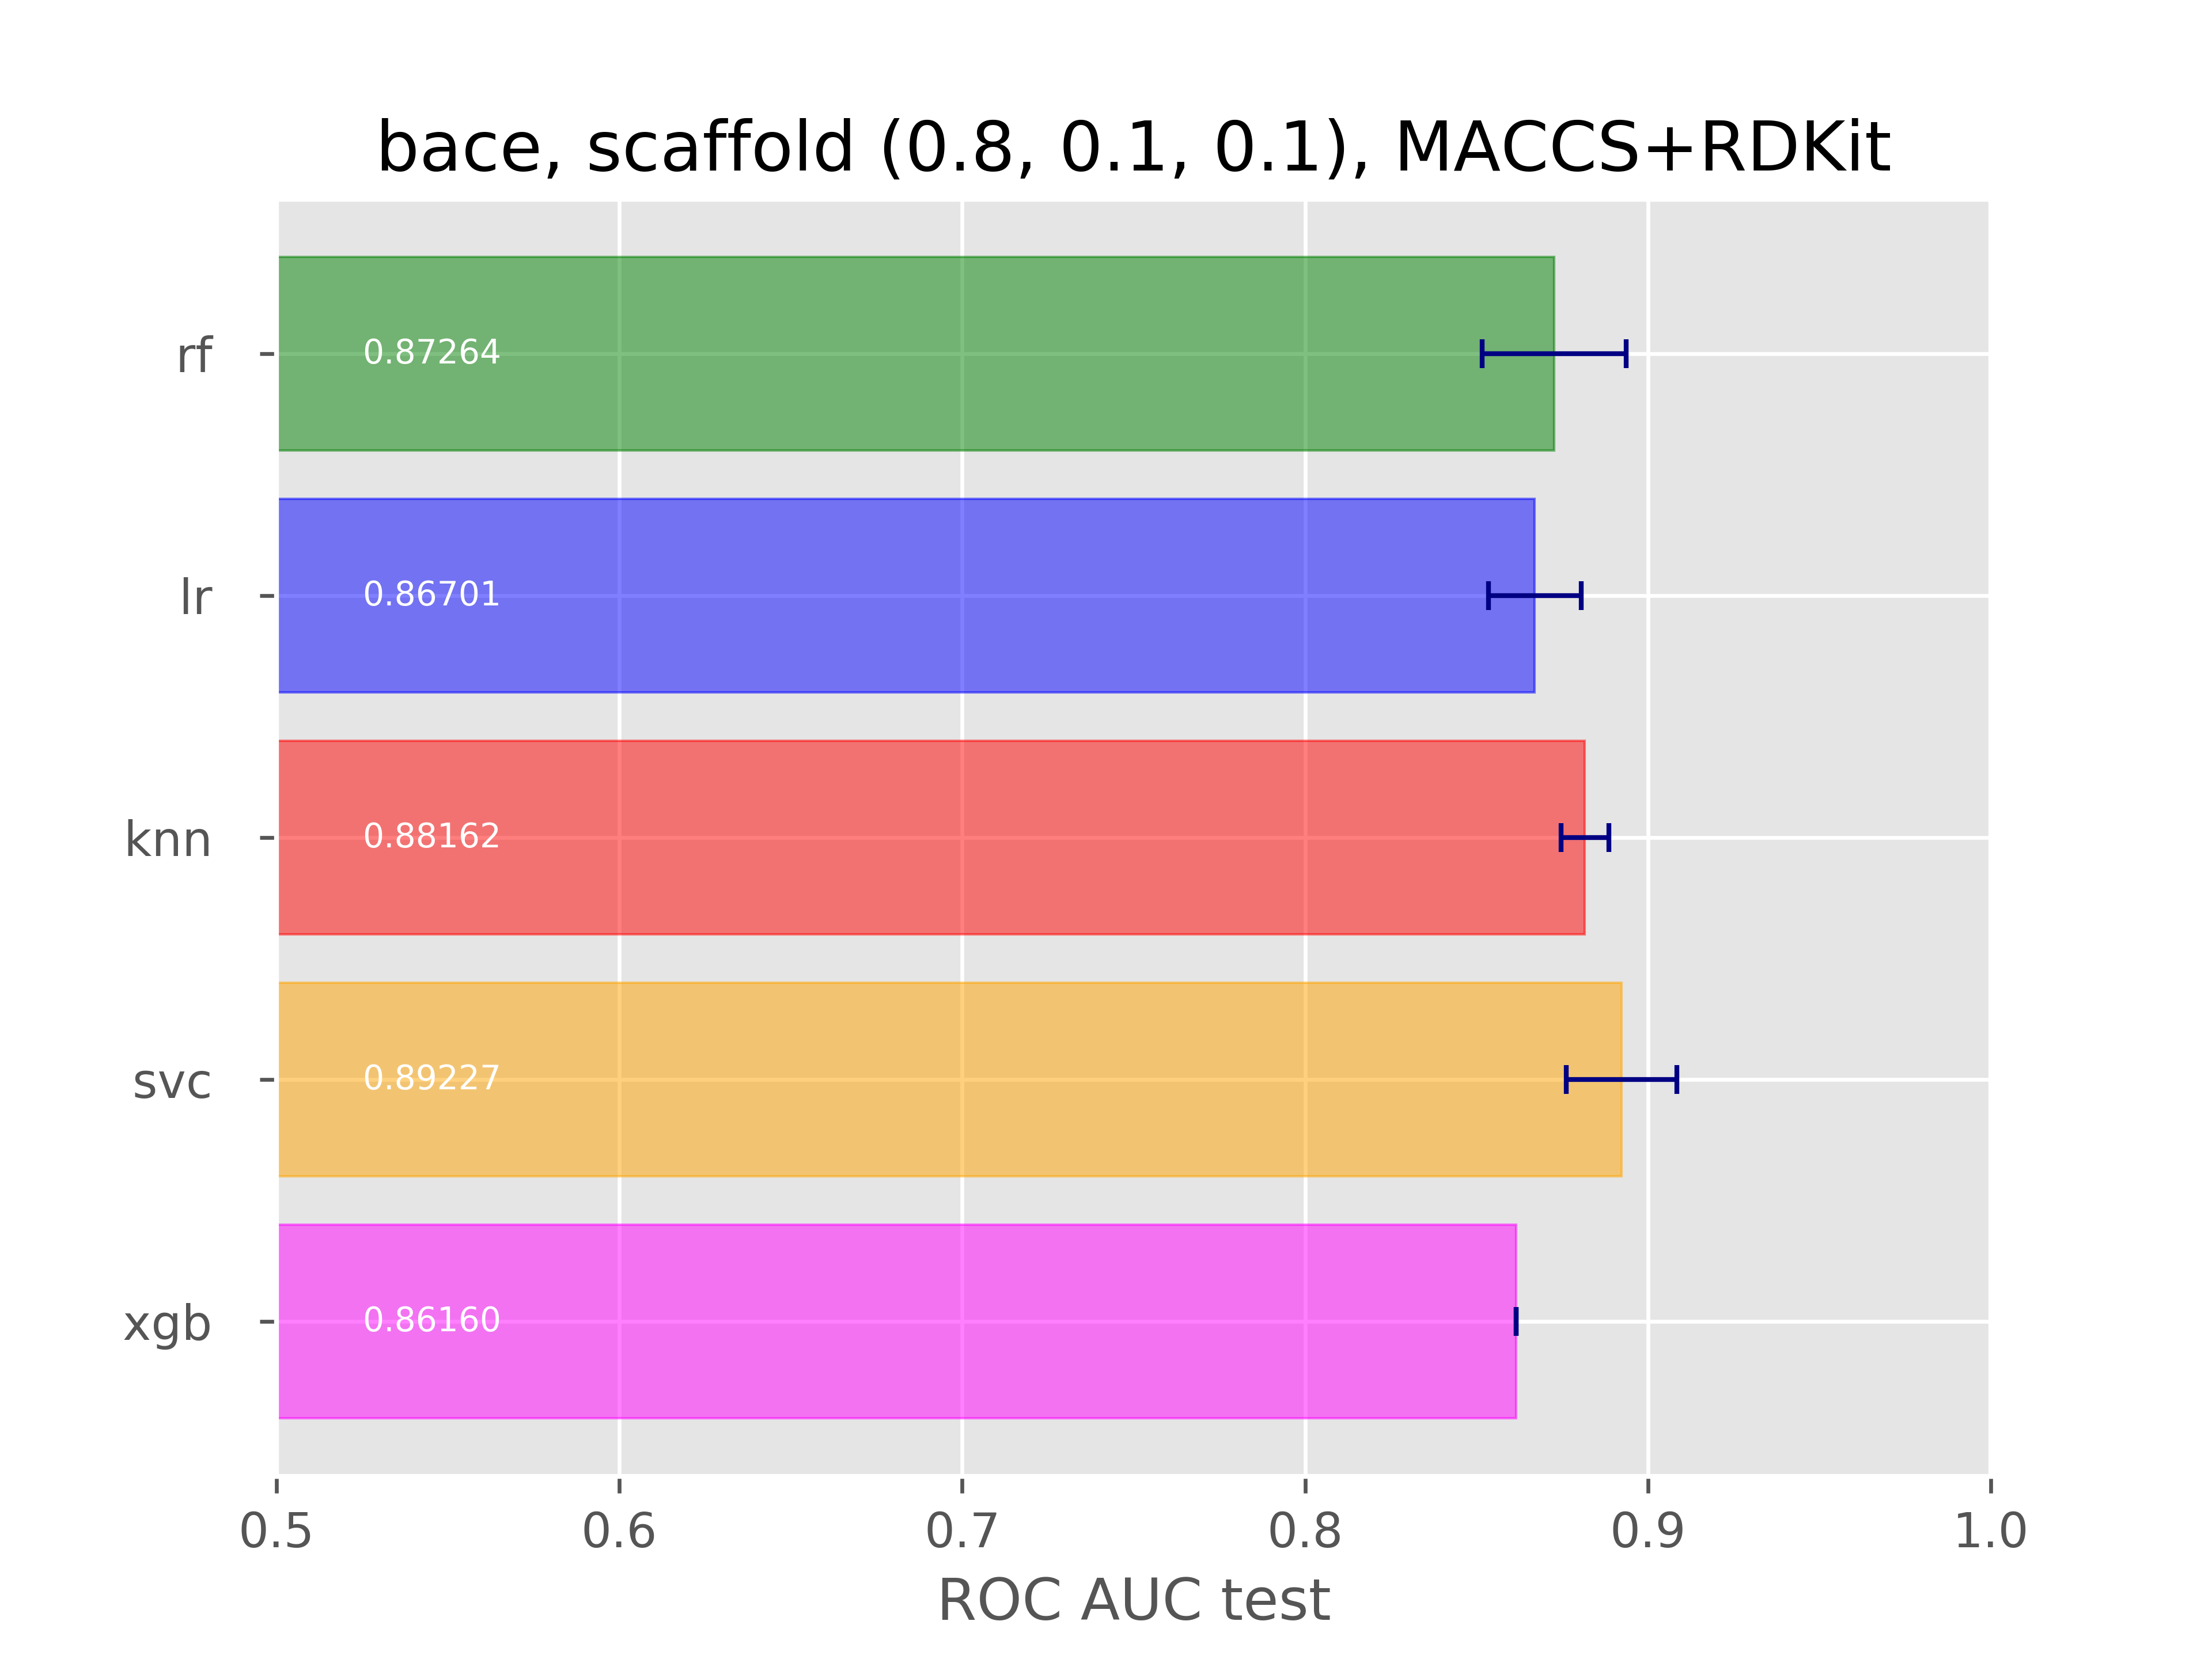 bace, scaffold (0.8, 0.1, 0.1), MACCS+RDKit
rf
0.87264
lr
0.86701
knn
0.88162
svc
0.89227
xgb
0.86160
0.5 0.6 0.7 0.8 0.9 1.0
ROC AUC test